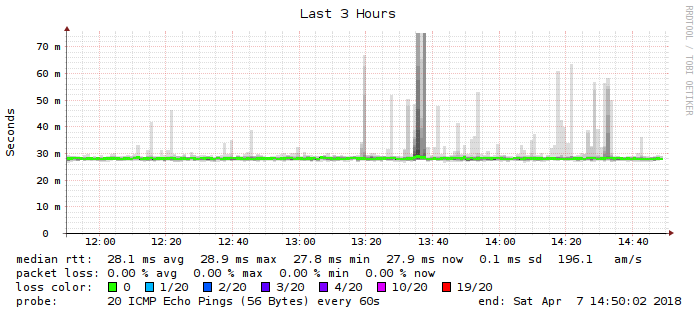 Last 3 Hours
RRDTOOL / TOBI OETIKER
Seconds
70 m
60 m
50 m
40 m
30 m
20 m
10 m
0
12:00 12:20 12:40 13:00 13:20 13:40 14:00 14:20 14:40
median rtt: 28.1 ms avg 28.9 ms max 27.8 ms min 27.9 ms now 0.1 ms sd 196.1 am/s
packet loss: 0.00 % avg 0.00 % max 0.00 % min 0.00 % now
loss color: 0 1/20 2/20 3/20 4/20 10/20 19/20
probe: 20 ICMP Echo Pings (56 Bytes) every 60s end: Sat Apr 7 14:50:02 2018